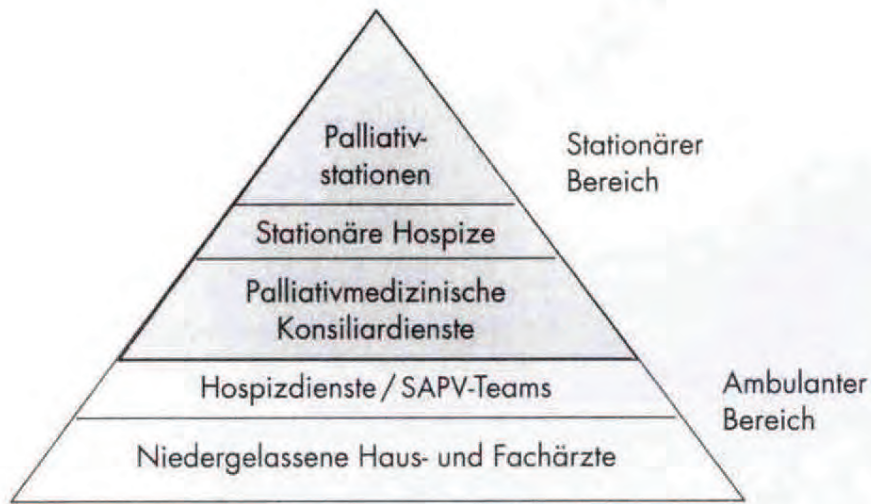 Palliativ-
stationen
Stationärer
Bereich
Stationäre Hospize
Palliativmedizinische
Konsiliardienste
Hospizdienste / SAPV-Teams
Ambulanter
Bereich
Niedergelassene Haus- und Fachärzte